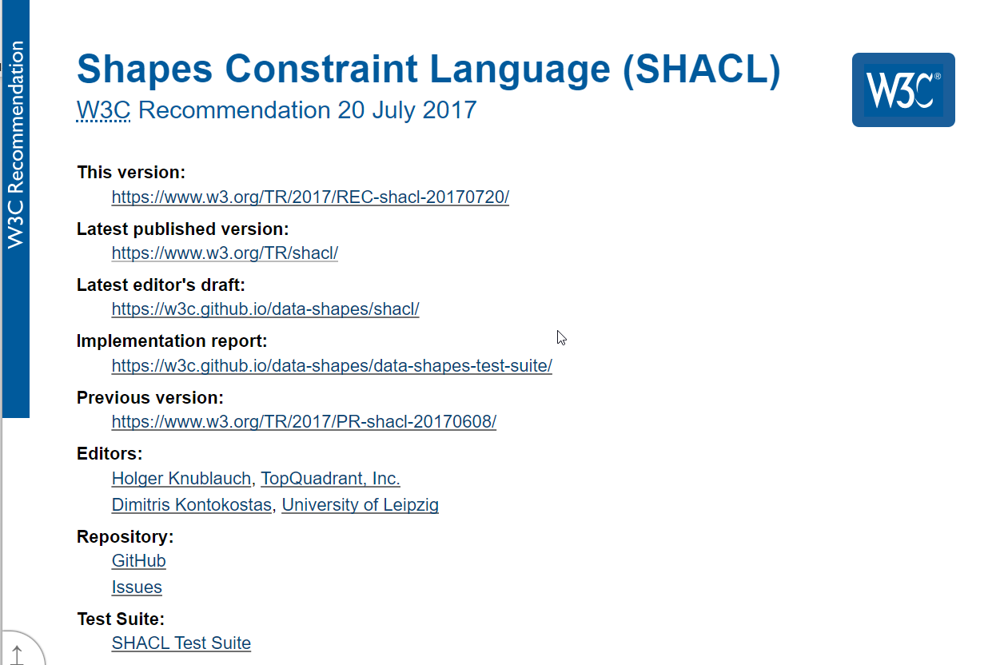 W3C Recommendation
Shapes Constraint Language (SHACL)
W3C®
W3C Recommendation 20 July 2017
This version:
https://www.w3.org/TR/2017/REC-shacl-20170720/
Latest published version:
https://www.w3.org/TR/shacl/
Latest editor's draft:
https://w3c.github.io/data-shapes/shacl/
Implementation report:
https://w3c.github.io/data-shapes/data-shapes-test-suite/
Previous version:
https://www.w3.org/TR/2017/PR-shacl-20170608/
Editors:
Holger Knublauch, TopQuadrant, Inc.
Dimitris Kontokostas, University of Leipzig
Repository:
GitHub
Issues
Test Suite:
SHACL Test Suite